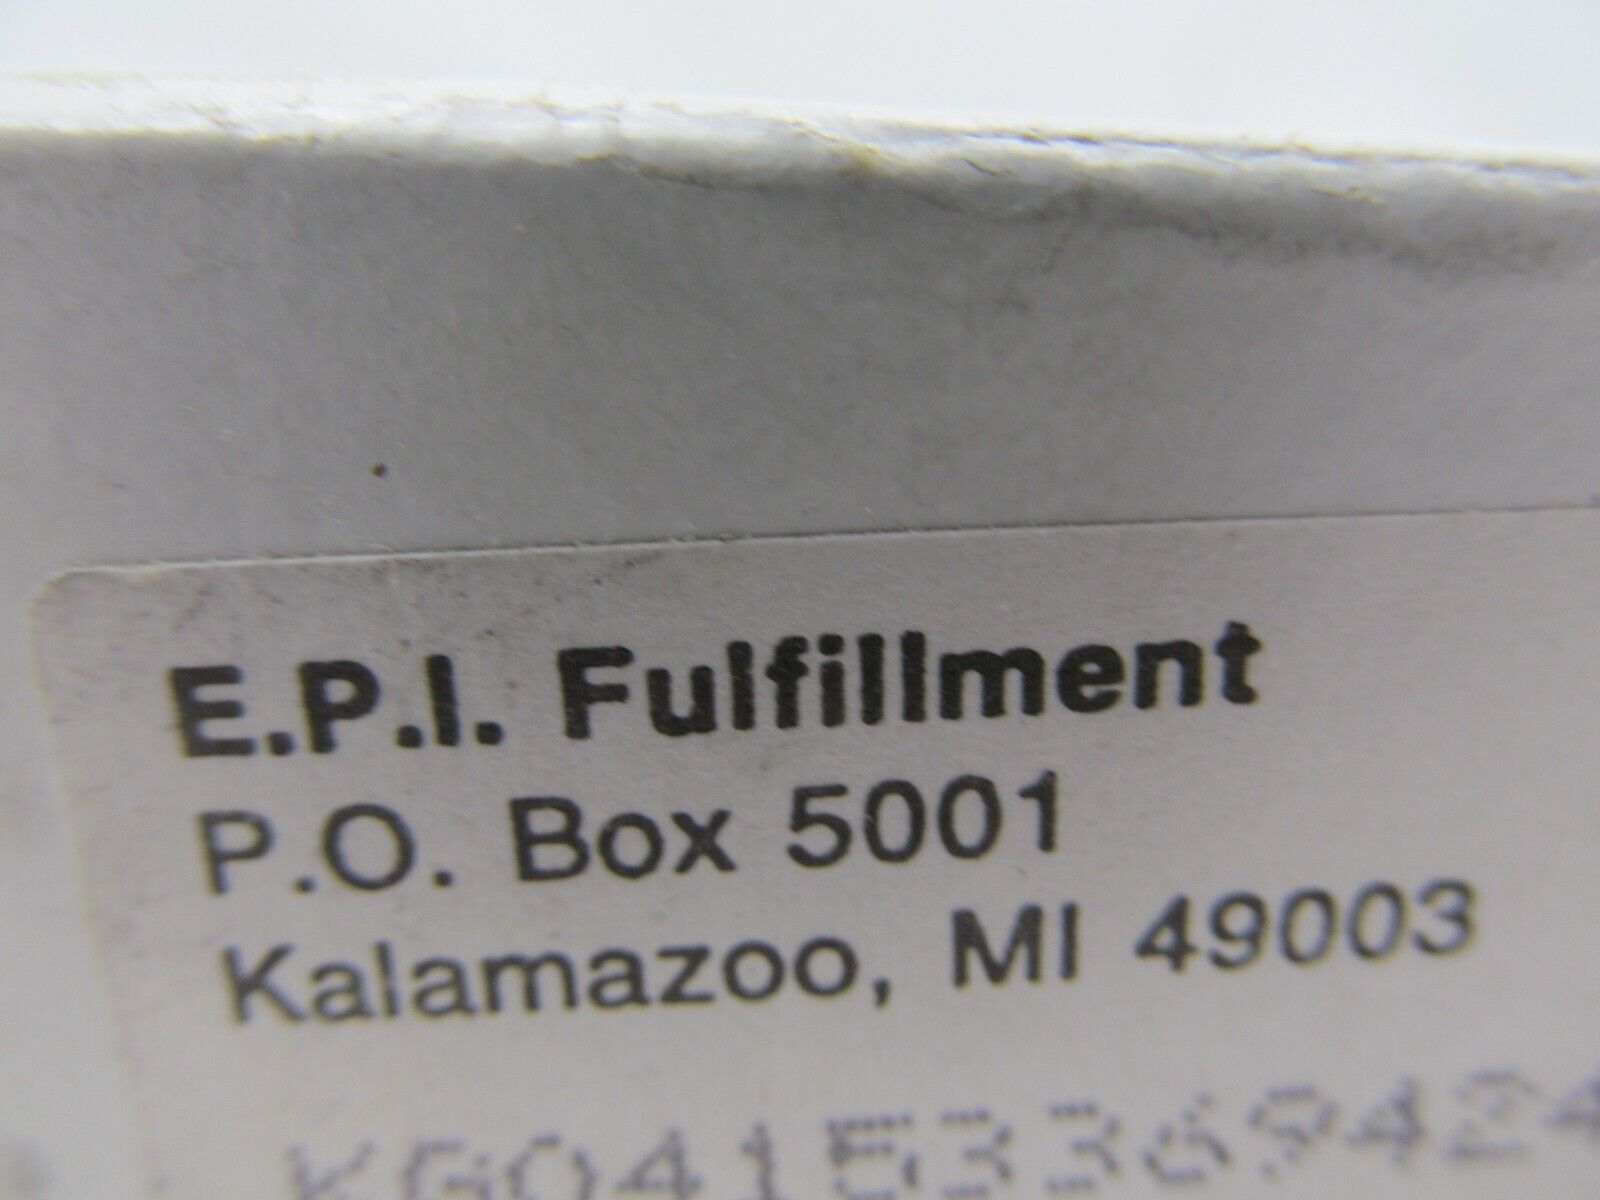 E.P.I. Fulfillment
P.O. Box 5001
Kalamazoo, MI 49003